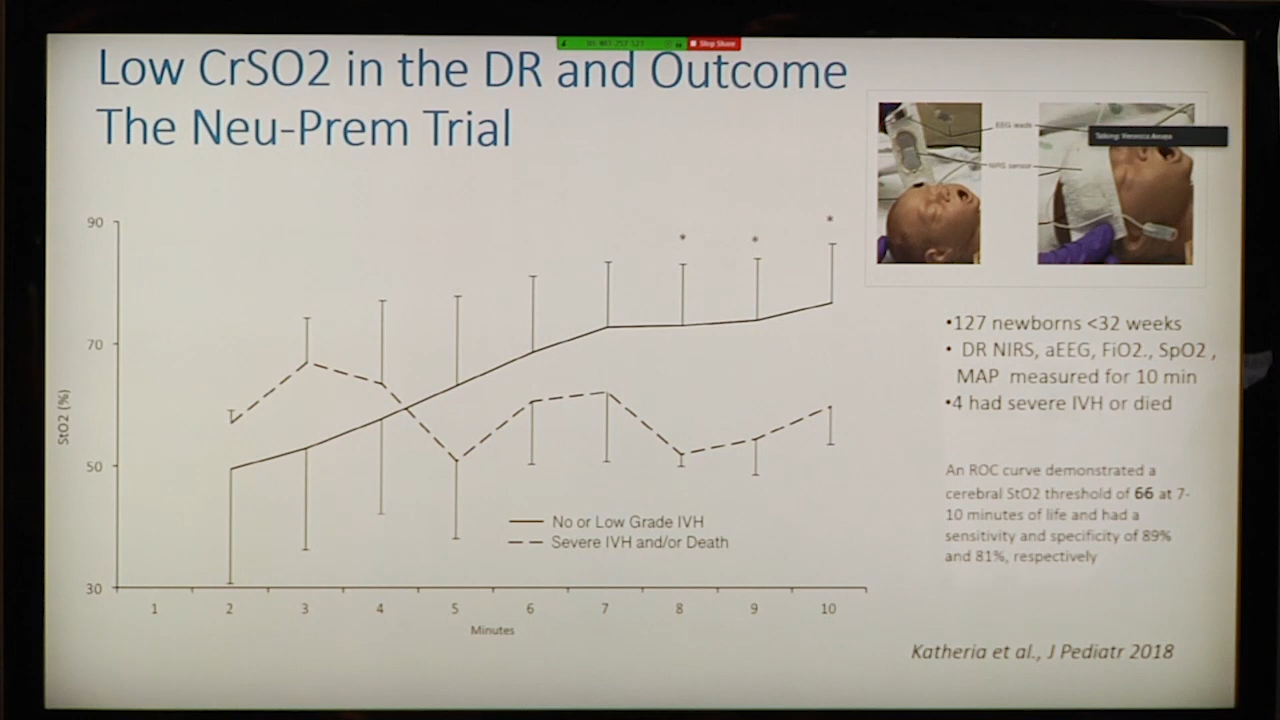 Stop Share
Low CrSO2 in the DR and Outcome
The Neu-Prem Trial
EEG leads
Talking: Veronica
NIRS sensor
90
70
50
30
StO2 (%)
*
*
*
No or Low Grade IVH
Severe IVH and/or Death
1 2 3 4 5 6 7 8 9 10
Minutes
•127 newborns <32 weeks
• DR NIRS, aEEG, FiO2., SpO2 ,
MAP measured for 10 min
•4 had severe IVH or died
An ROC curve demonstrated a
cerebral StO2 threshold of 66 at 7-
10 minutes of life and had a
sensitivity and specificity of 89%
and 81%, respectively
Katheria et al., J Pediatr 2018